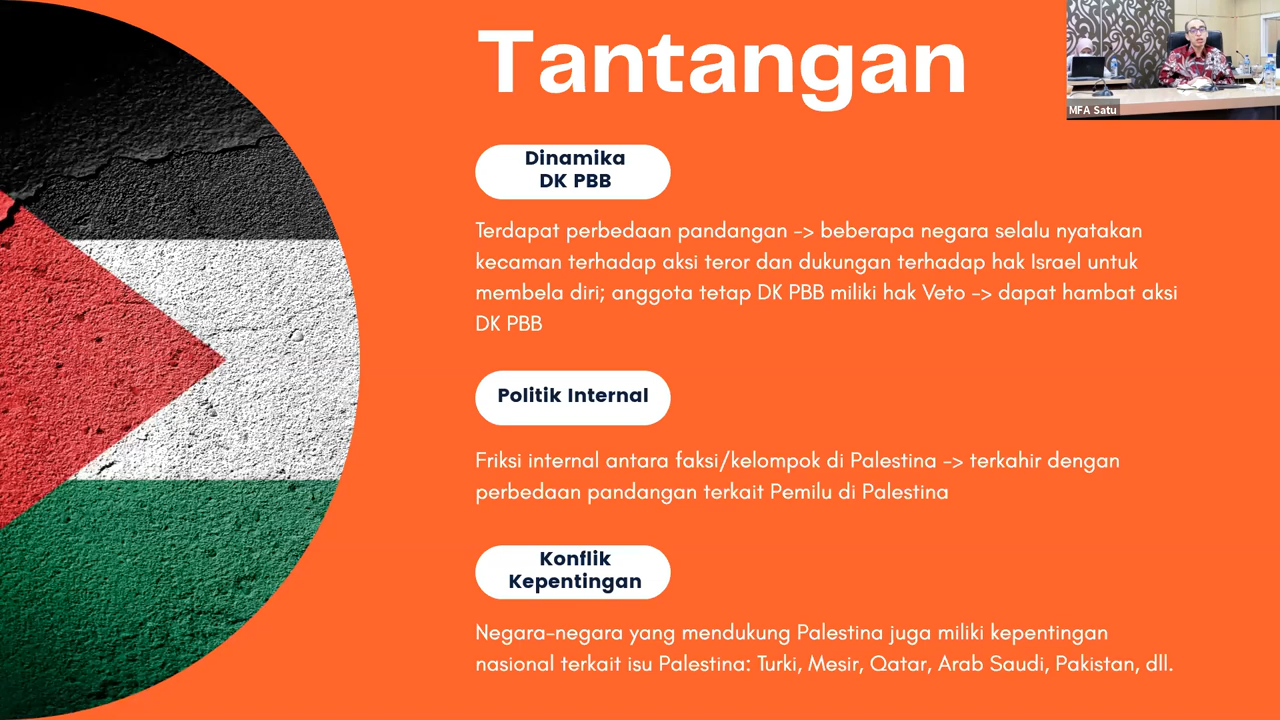 Tantangan
MFA Satu
Dinamika
DK PBB
Terdapat perbedaan pandangan -> beberapa negara selalu nyatakan
kecaman terhadap aksi teror dan dukungan terhadap hak Israel untuk
membela diri; anggota tetap DK PBB miliki hak Veto -> dapat hambat aksi
DK PBB
Politik Internal
Friksi internal antara faksi/kelompok di Palestina -> terkahir dengan
perbedaan pandangan terkait Pemilu di Palestina
Konflik
Kepentingan
Negara-negara yang mendukung Palestina juga miliki kepentingan
nasional terkait isu Palestina: Turki, Mesir, Qatar, Arab Saudi, Pakistan, dll.